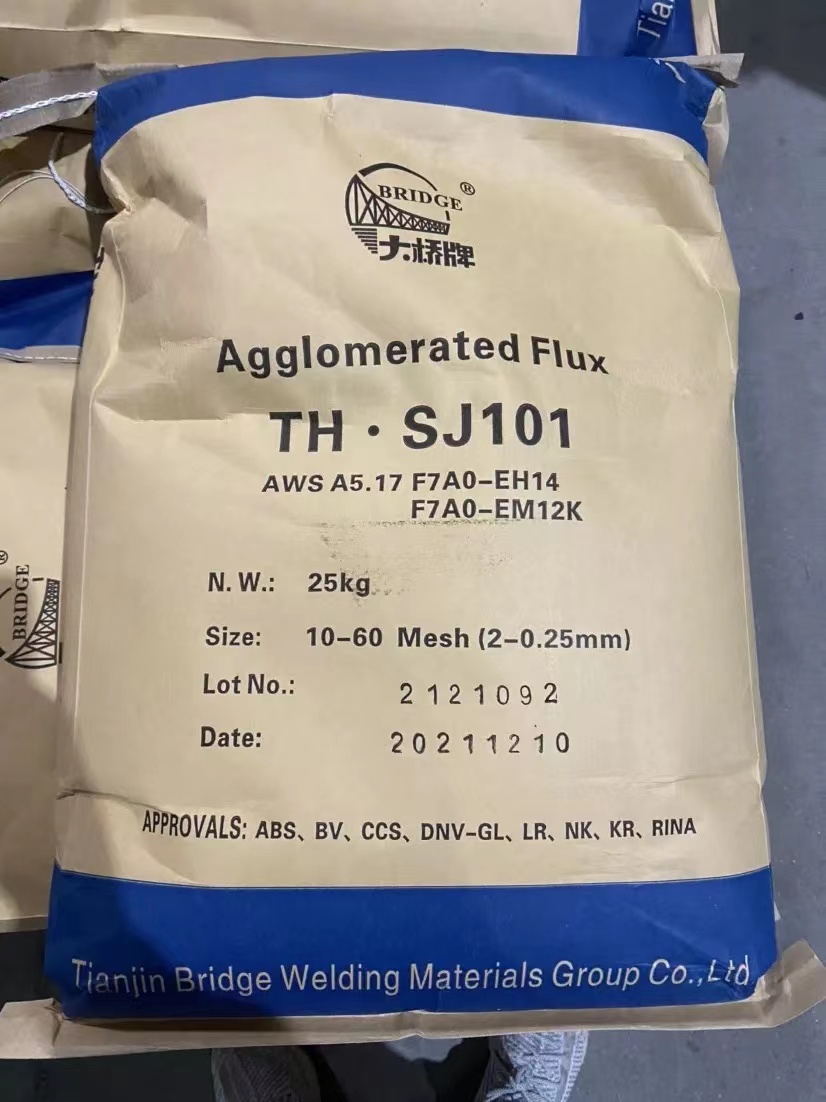 Tia
BRIDGE®
大桥牌
Agglomerated Flux
TH·SJ101
AWS A5.17 F7A0-EH14
F7A0-EM12K
N.W.: 25kg
Size: 10-60 Mesh (2-0.25mm)
Lot No.: 2121092
Date: 20211210
APPROVALS: ABS、BV、CCS、DNV-GL、LR、NK、KR、RINA
Tianjin Bridge Welding Materials Group Co.,Ltd
BRIDGE
®